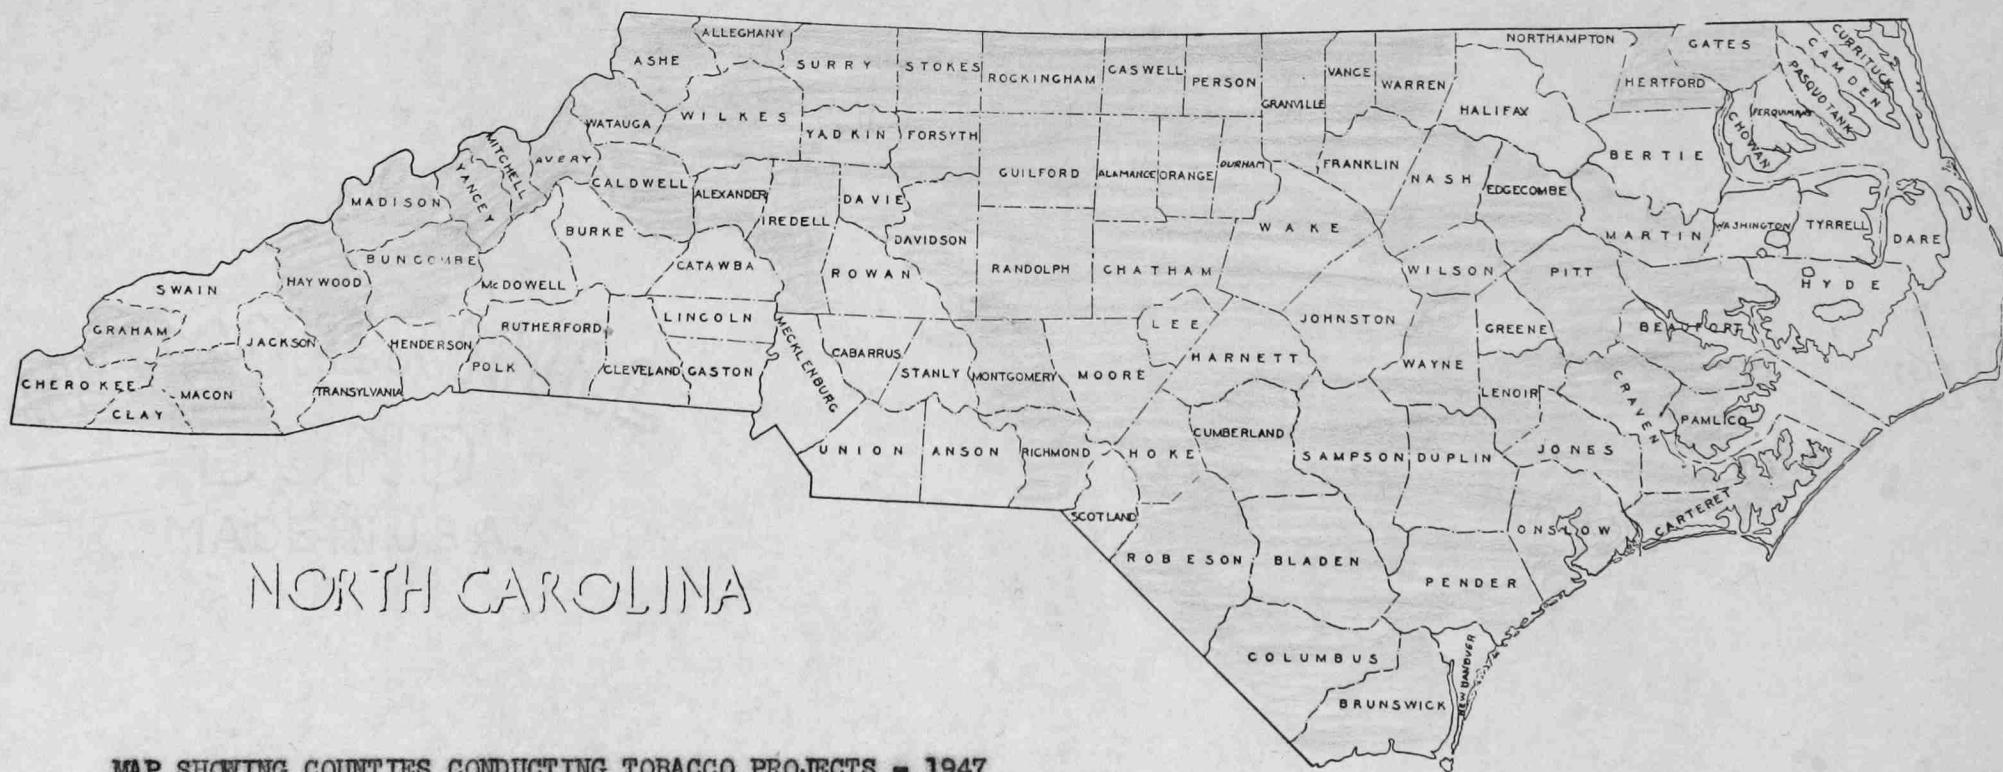 ALLEGHANY
ASHE
SURRY
STOKES
ROCKINGHAM
CASWELL
PERSON
GRANVILLE
VANCE
WARREN
NORTHAMPTON
GATES
CURRITUCK
CAMDEN
PASQUOTANK
PERQUIMANS
CHOWAN
HERTFORD
HALIFAX
WATAUGA
WILKES
YADKIN
FORSYTH
MITCHELL
AVERY
YANCEY
CALDWELL
ALEXANDER
IREDELL
DAVIE
GUILFORD
ALAMANCE
ORANGE
DURHAM
FRANKLIN
NASH
EDGECOMBE
BERTIE
MADISON
BURKE
DAVIDSON
WAKE
MARTIN
WASHINGTON
TYRRELL
DARE
BUNCOMBE
McDOWELL
CATAWBA
ROWAN
RANDOLPH
CHATHAM
WILSON
PITT
HYDE
SWAIN
HAYWOOD
GRAHAM
JACKSON
HENDERSON
RUTHERFORD
LINCOLN
MECKLENBURG
CABARRUS
STANLY
MONTGOMERY
MOORE
LEE
HARNETT
JOHNSTON
WAYNE
GREENE
BEAUFORT
CHEROKEE
CLAY
MACON
TRANSYLVANIA
POLK
CLEVELAND
GASTON
LENOIR
CRAVEN
PAMLICO
UNION
ANSON
RICHMOND
HOKE
CUMBERLAND
SAMPSON
DUPLIN
JONES
SCOTLAND
ROBESON
BLADEN
PENDER
ONSLOW
CARTERET
COLUMBUS
BRUNSWICK
NEW HANOVER
NORTH CAROLINA
MAP SHOWING COUNTIES CONDUCTING TOBACCO PROJECTS - 1947